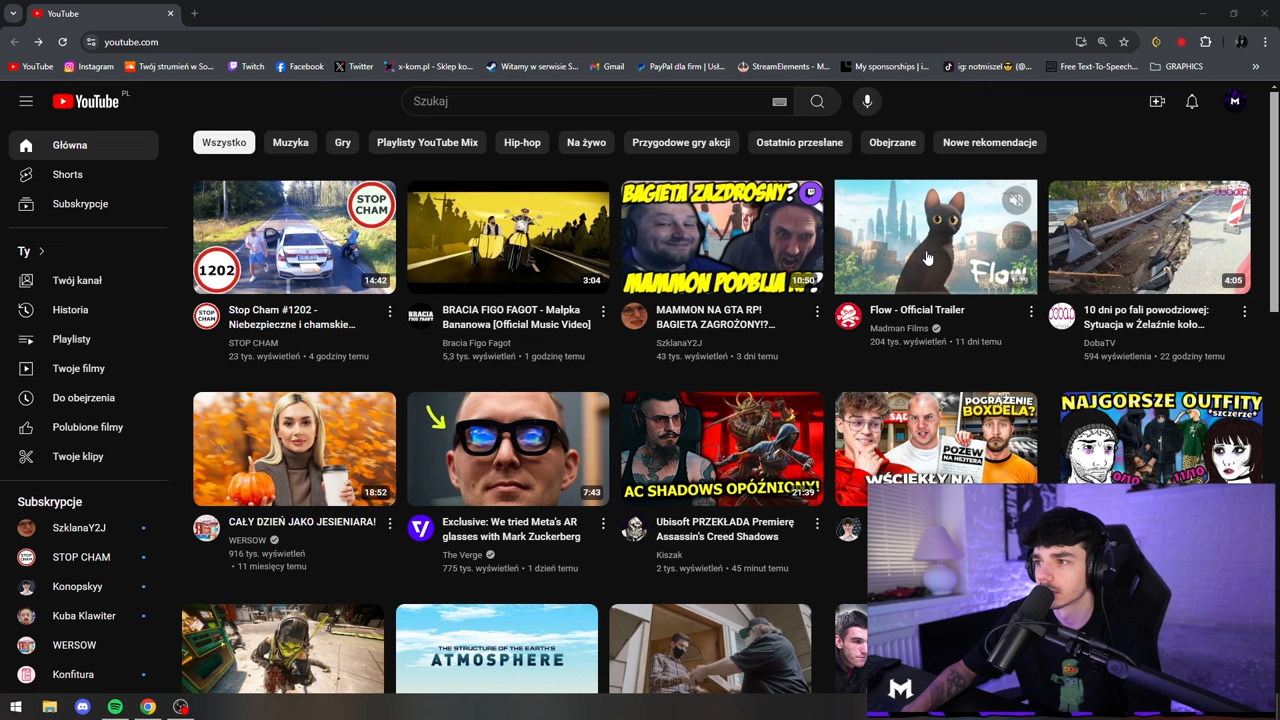 YouTube
youtube.com
YouTube
Instagram
Twój strumień w So...
Twitch
Facebook
Twitter
x-kom.pl - Sklep ko...
Witamy w serwisie S...
Gmail
PayPal dla firm | Usł...
StreamElements - M...
My sponsorships | i...
ig: notmiszel
Free Text-To-Speech...
GRAPHICS
YouTube PL
Szukaj
Główna
Shorts
Subskrypcje
Ty
Twój kanał
Historia
Playlisty
Twoje filmy
Do obejrzenia
Polubione filmy
Twoje klipy
Subskrypcje
SzklanaY2J
STOP CHAM
Konopskyy
Kuba Klawiter
WERSOW
Konfitura
Wszystko
Muzyka
Gry
Playlisty YouTube Mix
Hip-hop
Na żywo
Przygodowe gry akcji
Ostatnio przesłane
Obejrzane
Nowe rekomendacje
STOP CHAM
1202
14:42
Stop Cham #1202 -
Niebezpieczne i chamskie...
STOP CHAM
23 tys. wyświetleń • 4 godziny temu
3:04
BRACIA FIGO FAGOT - Małpka
Bananowa [Official Music Video]
Bracia Figo Fagot
5,3 tys. wyświetleń • 1 godzinę temu
BAGIETA ZAZDROSNY?
10:50
MAMMON NA GTA RP!
BAGIETA ZAGROŻONY!?...
SzklanaY2J
43 tys. wyświetleń • 3 dni temu
Flow
Flow - Official Trailer
Madman Films
204 tys. wyświetleń • 11 dni temu
4:05
10 dni po fali powodziowej:
Sytuacja w Żelaźnie koło...
DobaTV
594 wyświetlenia • 22 godziny temu
18:52
CAŁY DZIEŃ JAKO JESIENIARA!
WERSOW
916 tys. wyświetleń
• 11 miesięcy temu
7:43
Exclusive: We tried Meta's AR
glasses with Mark Zuckerberg
The Verge
775 tys. wyświetleń • 1 dzień temu
AC SHADOWS OPÓŹNIONY!
21:39
Ubisoft PRZEKŁADA Premierę
Assassin's Creed Shadows
Kiszak
2 tys. wyświetleń • 45 minut temu
POGRĄŻENIE
BOXDELA?
SĄD
POZEW
NA HEJTERA
WŚCIEKLI NA
NAJGORSZE OUTFITY
*szczerze*
0/10
11/10
THE STRUCTURE OF THE EARTH'S
ATMOSPHERE